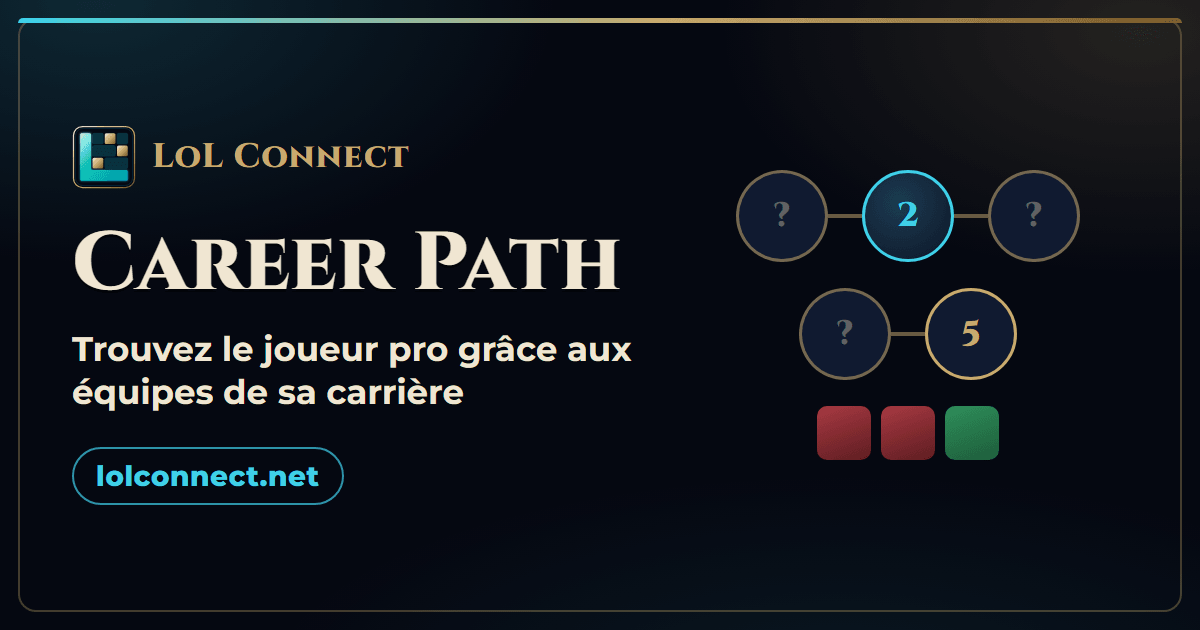 LoL Connect
Career Path
Trouvez le joueur pro grâce aux
équipes de sa carrière
lolconnect.net
? 2 ?
? 5